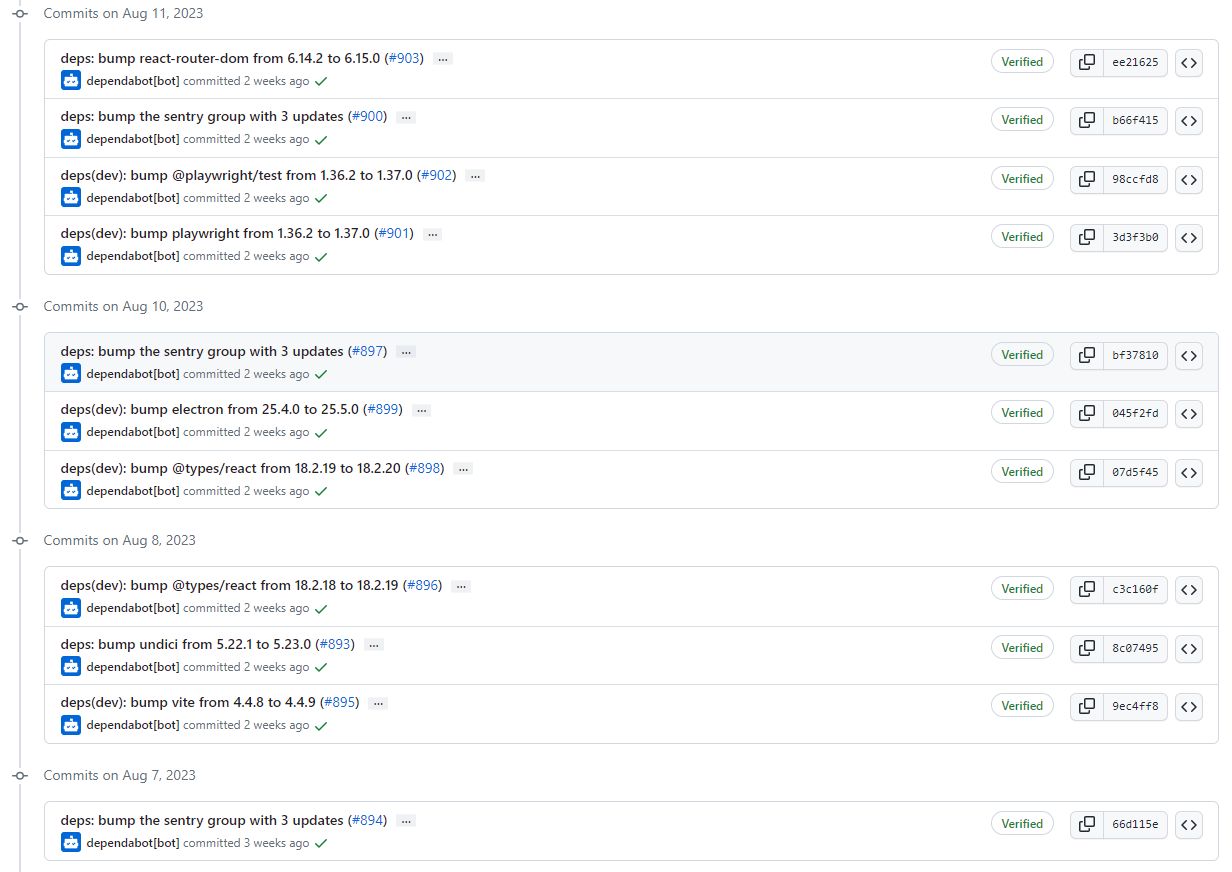 Commits on Aug 11, 2023
deps: bump react-router-dom from 6.14.2 to 6.15.0 (#903) ...
Verified ee21625
dependabot[bot] committed 2 weeks ago
deps: bump the sentry group with 3 updates (#900) ...
Verified b66f415
dependabot[bot] committed 2 weeks ago
deps(dev): bump @playwright/test from 1.36.2 to 1.37.0 (#902) ...
Verified 98ccfd8
dependabot[bot] committed 2 weeks ago
deps(dev): bump playwright from 1.36.2 to 1.37.0 (#901) ...
Verified 3d3f3b0
dependabot[bot] committed 2 weeks ago
Commits on Aug 10, 2023
deps: bump the sentry group with 3 updates (#897) ...
Verified bf37810
dependabot[bot] committed 2 weeks ago
deps(dev): bump electron from 25.4.0 to 25.5.0 (#899) ...
Verified 045f2fd
dependabot[bot] committed 2 weeks ago
deps(dev): bump @types/react from 18.2.19 to 18.2.20 (#898) ...
Verified 07d5f45
dependabot[bot] committed 2 weeks ago
Commits on Aug 8, 2023
deps(dev): bump @types/react from 18.2.18 to 18.2.19 (#896) ...
Verified c3c160f
dependabot[bot] committed 2 weeks ago
deps: bump undici from 5.22.1 to 5.23.0 (#893) ...
Verified 8c07495
dependabot[bot] committed 2 weeks ago
deps(dev): bump vite from 4.4.8 to 4.4.9 (#895) ...
Verified 9ec4ff8
dependabot[bot] committed 2 weeks ago
Commits on Aug 7, 2023
deps: bump the sentry group with 3 updates (#894) ...
Verified 66d115e
dependabot[bot] committed 3 weeks ago